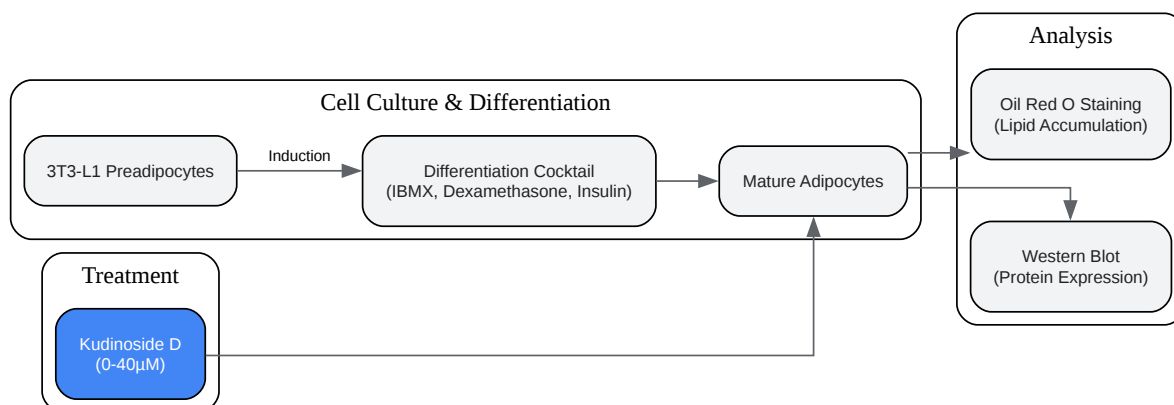 Analysis
Cell Culture & Differentiation
Oil Red O Staining
(Lipid Accumulation)
3T3-L1 Preadipocytes
Induction
Differentiation Cocktail
(IBMX, Dexamethasone, Insulin)
Mature Adipocytes
Western Blot
(Protein Expression)
Treatment
Kudinoside D
(0-40μM)